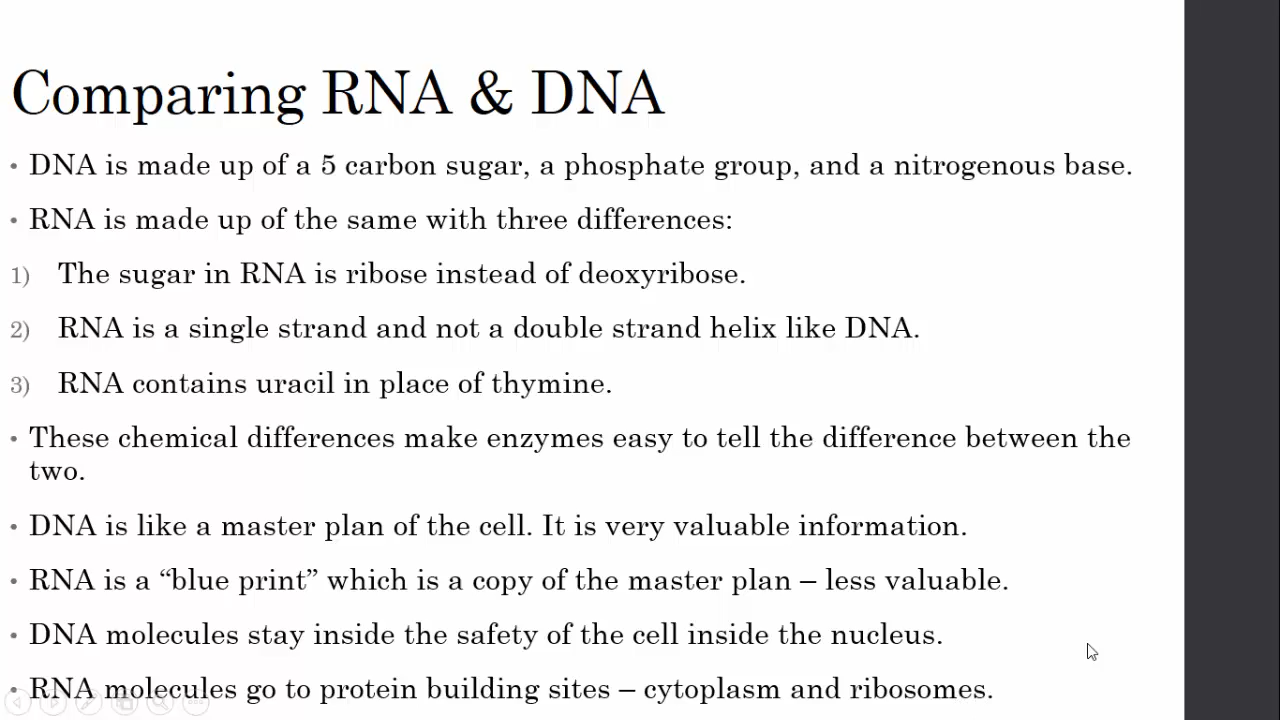 Comparing RNA & DNA
• DNA is made up of a 5 carbon sugar, a phosphate group, and a nitrogenous base.
• RNA is made up of the same with three differences:
1) The sugar in RNA is ribose instead of deoxyribose.
2) RNA is a single strand and not a double strand helix like DNA.
3) RNA contains uracil in place of thymine.
• These chemical differences make enzymes easy to tell the difference between the
two.
• DNA is like a master plan of the cell. It is very valuable information.
• RNA is a “blue print” which is a copy of the master plan – less valuable.
• DNA molecules stay inside the safety of the cell inside the nucleus.
• RNA molecules go to protein building sites – cytoplasm and ribosomes.